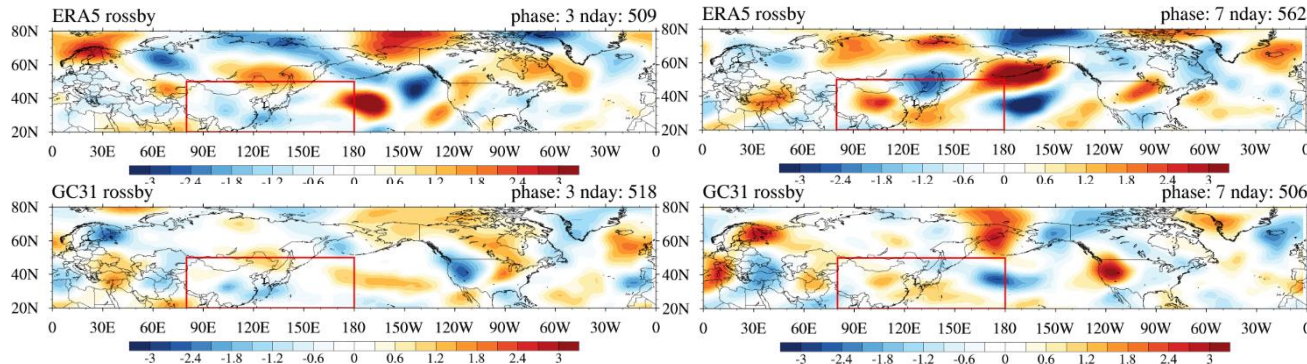 ERA5 rossby phase: 3 nday: 509
80N
60N
40N
20N
0 30E 60E 90E 120E 150E 180 150W 120W 90W 60W 30W 0
-3 -2.4 -1.8 -1.2 -0.6 0 0.6 1.2 1.8 2.4 3
ERA5 rossby phase: 7 nday: 562
80N
60N
40N
20N
0 30E 60E 90E 120E 150E 180 150W 120W 90W 60W 30W 0
-3 -2.4 -1.8 -1.2 -0.6 0 0.6 1.2 1.8 2.4 3
GC31 rossby phase: 3 nday: 518
80N
60N
40N
20N
0 30E 60E 90E 120E 150E 180 150W 120W 90W 60W 30W 0
-3 -2.4 -1.8 -1.2 -0.6 0 0.6 1.2 1.8 2.4 3
GC31 rossby phase: 7 nday: 506
80N
60N
40N
20N
0 30E 60E 90E 120E 150E 180 150W 120W 90W 60W 30W 0
-3 -2.4 -1.8 -1.2 -0.6 0 0.6 1.2 1.8 2.4 3